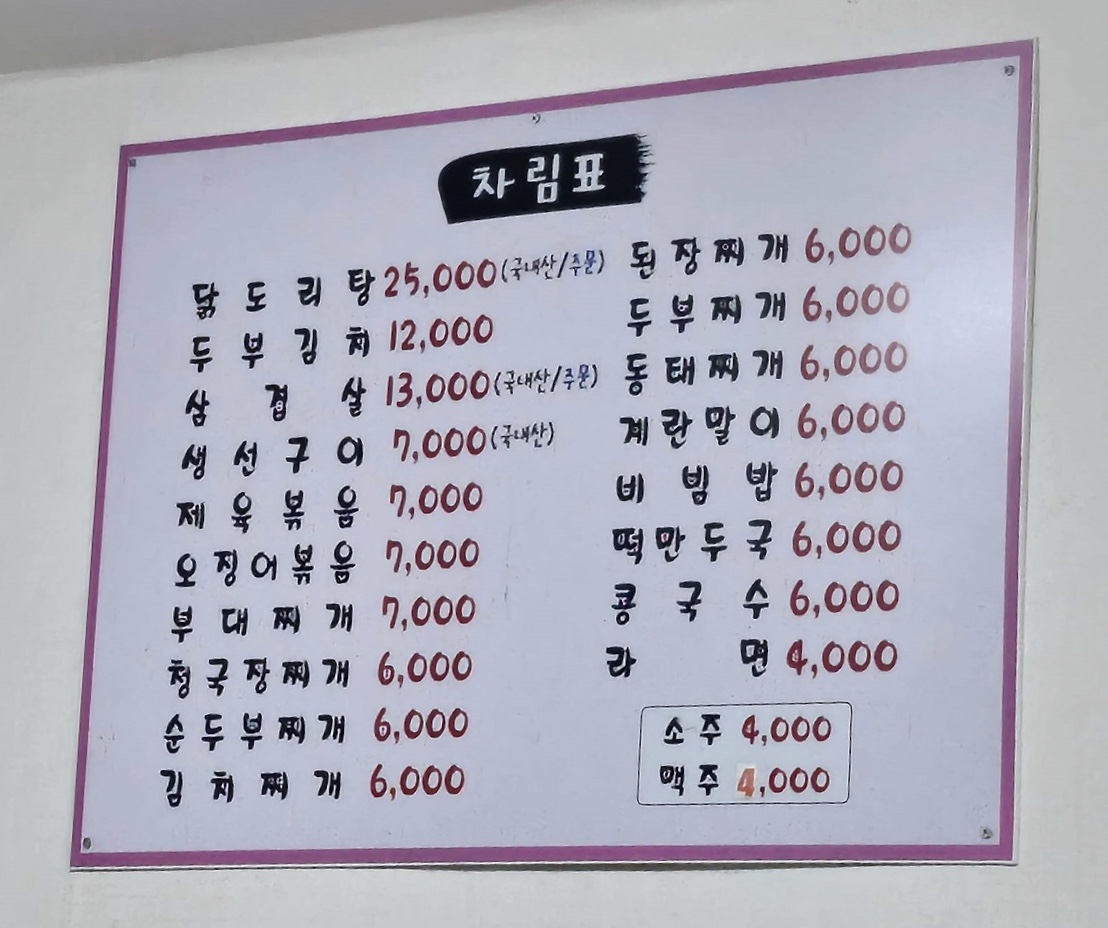 차림표
닭도리탕 25,000(국내산/주문)
두부김치 12,000
삼겹살 13,000(국내산/주문)
생선구이 7,000(국내산)
제육볶음 7,000
오징어볶음 7,000
부대찌개 7,000
청국장찌개 6,000
순두부찌개 6,000
김치찌개 6,000
된장찌개 6,000
두부찌개 6,000
동태찌개 6,000
계란말이 6,000
비빔밥 6,000
떡만두국 6,000
콩국수 6,000
라면 4,000
소주 4,000
맥주 4,000